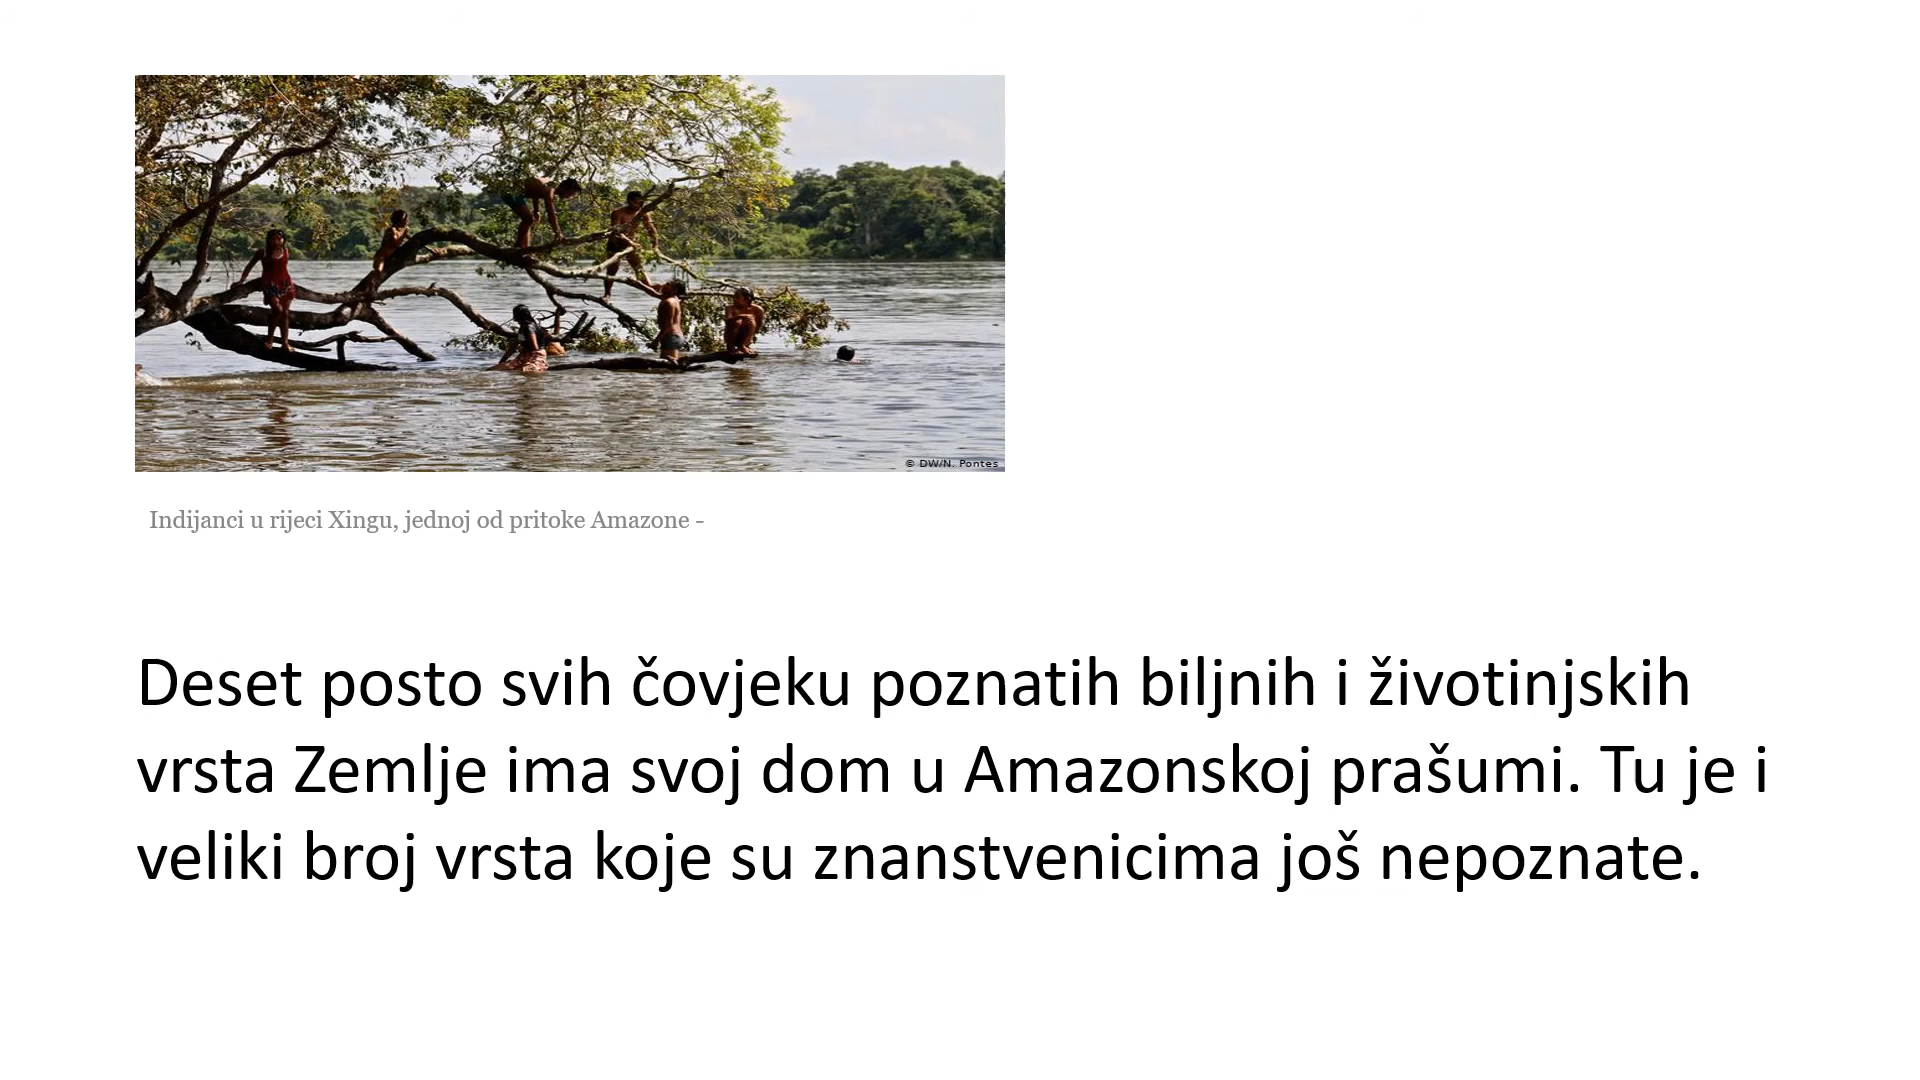 © DW/N. Pontes
Indijanci u rijeci Xingu, jednoj od pritoke Amazone -
Deset posto svih čovjeku poznatih biljnih i životinjskih
vrsta Zemlje ima svoj dom u Amazonskoj prašumi. Tu je i
veliki broj vrsta koje su znanstvenicima još nepoznate.